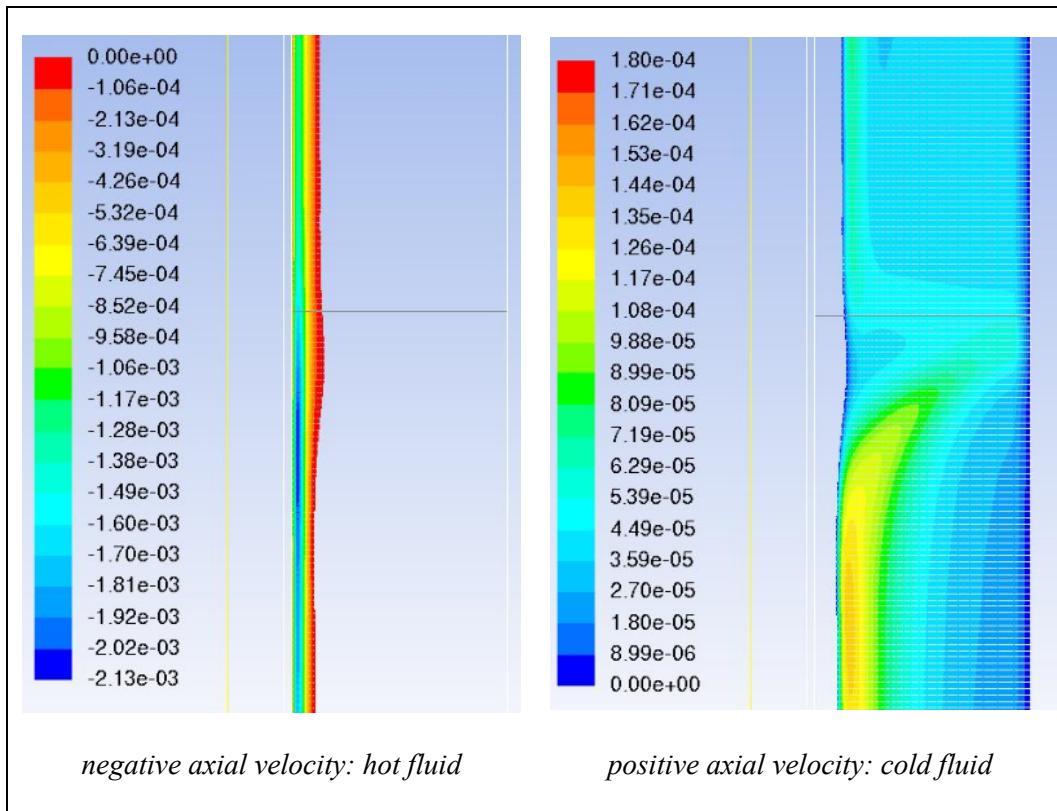 0.00e+00
-1.06e-04
-2.13e-04
-3.19e-04
-4.26e-04
-5.32e-04
-6.39e-04
-7.45e-04
-8.52e-04
-9.58e-04
-1.06e-03
-1.17e-03
-1.28e-03
-1.38e-03
-1.49e-03
-1.60e-03
-1.70e-03
-1.81e-03
-1.92e-03
-2.02e-03
-2.13e-03
negative axial velocity: hot fluid
1.80e-04
1.71e-04
1.62e-04
1.53e-04
1.44e-04
1.35e-04
1.26e-04
1.17e-04
1.08e-04
9.88e-05
8.99e-05
8.09e-05
7.19e-05
6.29e-05
5.39e-05
4.49e-05
3.59e-05
2.70e-05
1.80e-05
8.99e-06
0.00e+00
positive axial velocity: cold fluid